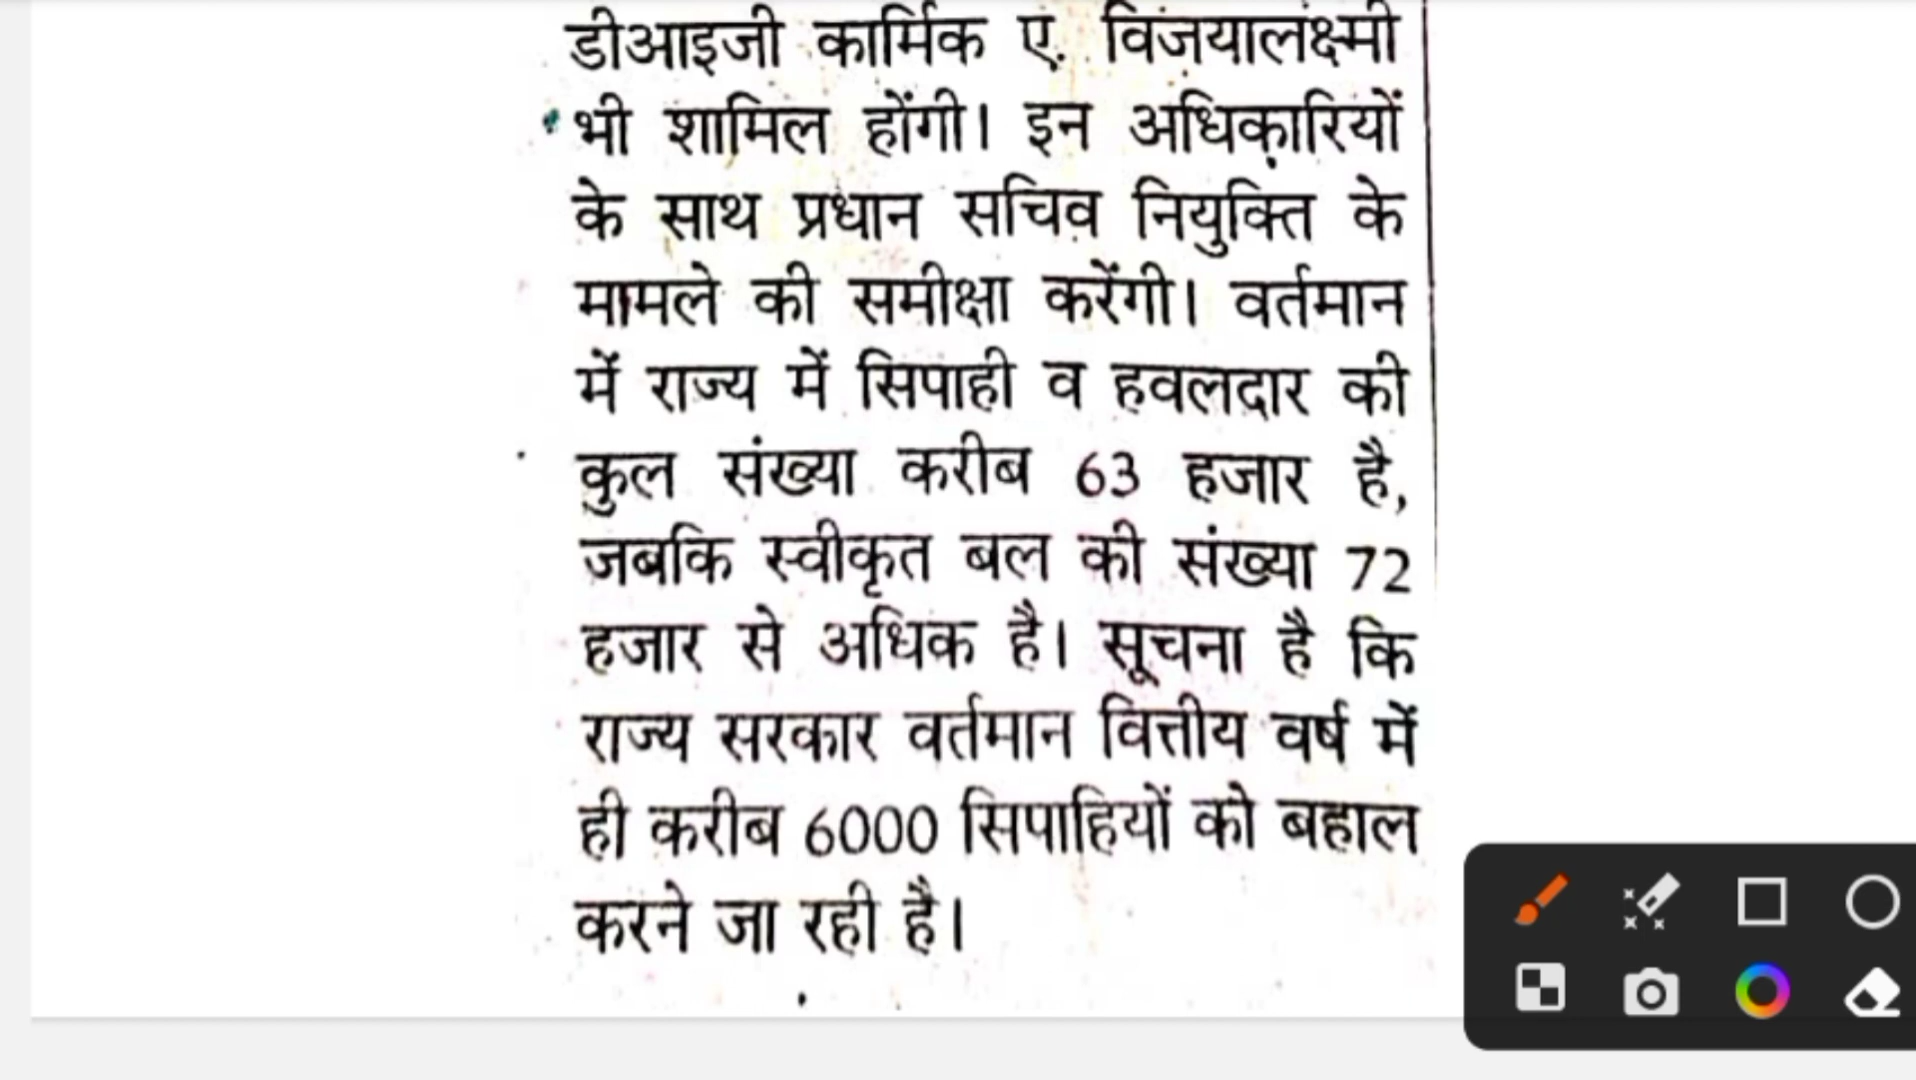 डीआइजी कार्मिक ए. विजयालक्ष्मी
भी शामिल होंगी। इन अधिकारियों
के साथ प्रधान सचिव नियुक्ति के
मामले की समीक्षा करेंगी। वर्तमान
में राज्य में सिपाही व हवलदार की
कुल संख्या करीब 63 हजार है,
जबकि स्वीकृत बल की संख्या 72
हजार से अधिक है। सूचना है कि
राज्य सरकार वर्तमान वित्तीय वर्ष में
ही करीब 6000 सिपाहियों को बहाल
करने जा रही है।